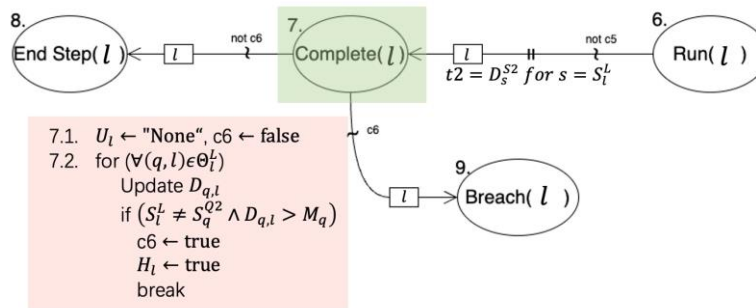 8.
End Step( l )
l
not c6
7.
Complete( l )
l
not c5
6.
Run( l )
t2 = D_s^{S2} for s = S_l^L
c6
9.
Breach( l )
l
7.1. U_l ← "None“, c6 ← false
7.2. for (∀(q, l)ϵΘ_l^L)
Update D_{q,l}
if (S_l^L ≠ S_q^{Q2} ∧ D_{q,l} > M_q)
c6 ← true
H_l ← true
break